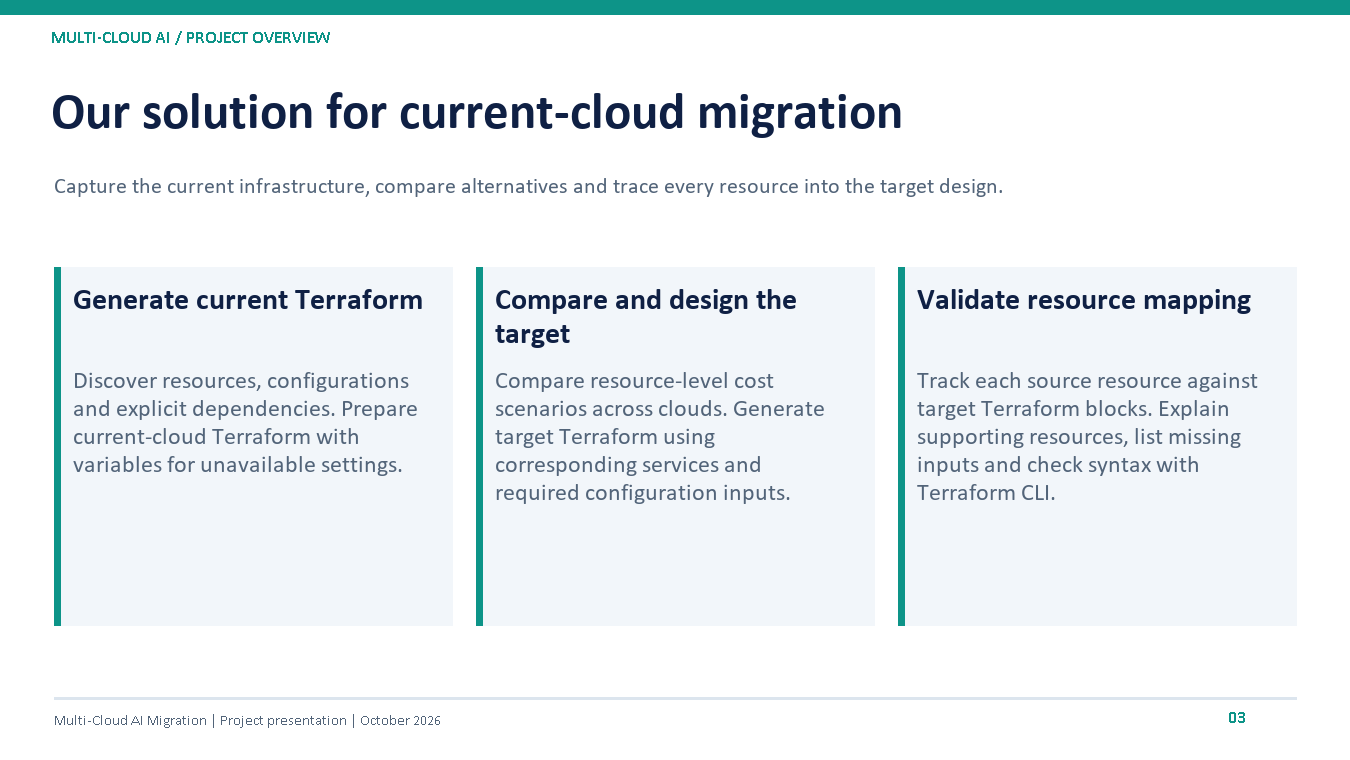 MULTI-CLOUD AI / PROJECT OVERVIEW
Our solution for current-cloud migration
Capture the current infrastructure, compare alternatives and trace every resource into the target design.
Generate current Terraform
Discover resources, configurations
and explicit dependencies. Prepare
current-cloud Terraform with
variables for unavailable settings.
Compare and design the
target
Compare resource-level cost
scenarios across clouds. Generate
target Terraform using
corresponding services and
required configuration inputs.
Validate resource mapping
Track each source resource against
target Terraform blocks. Explain
supporting resources, list missing
inputs and check syntax with
Terraform CLI.
Multi-Cloud AI Migration | Project presentation | October 2026
03